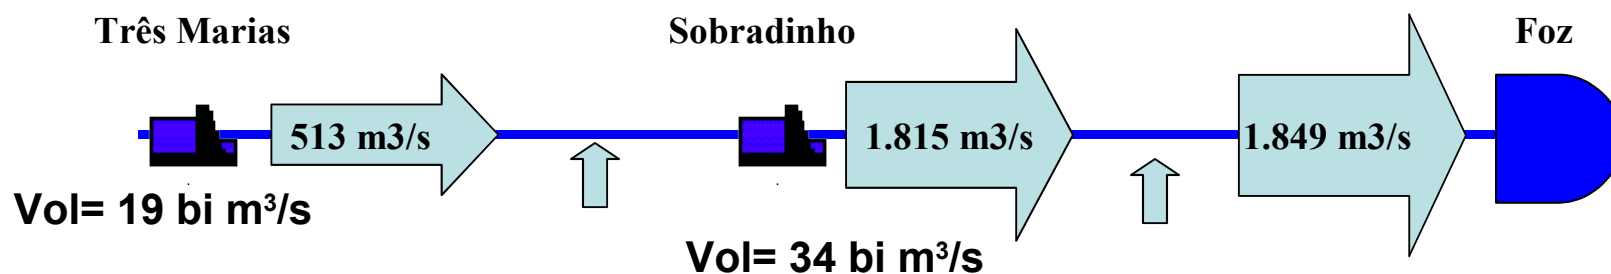 Três Marias
Sobradinho
Foz
513 m3/s
1.815 m3/s
1.849 m3/s
Vol= 19 bi m³/s
Vol= 34 bi m³/s